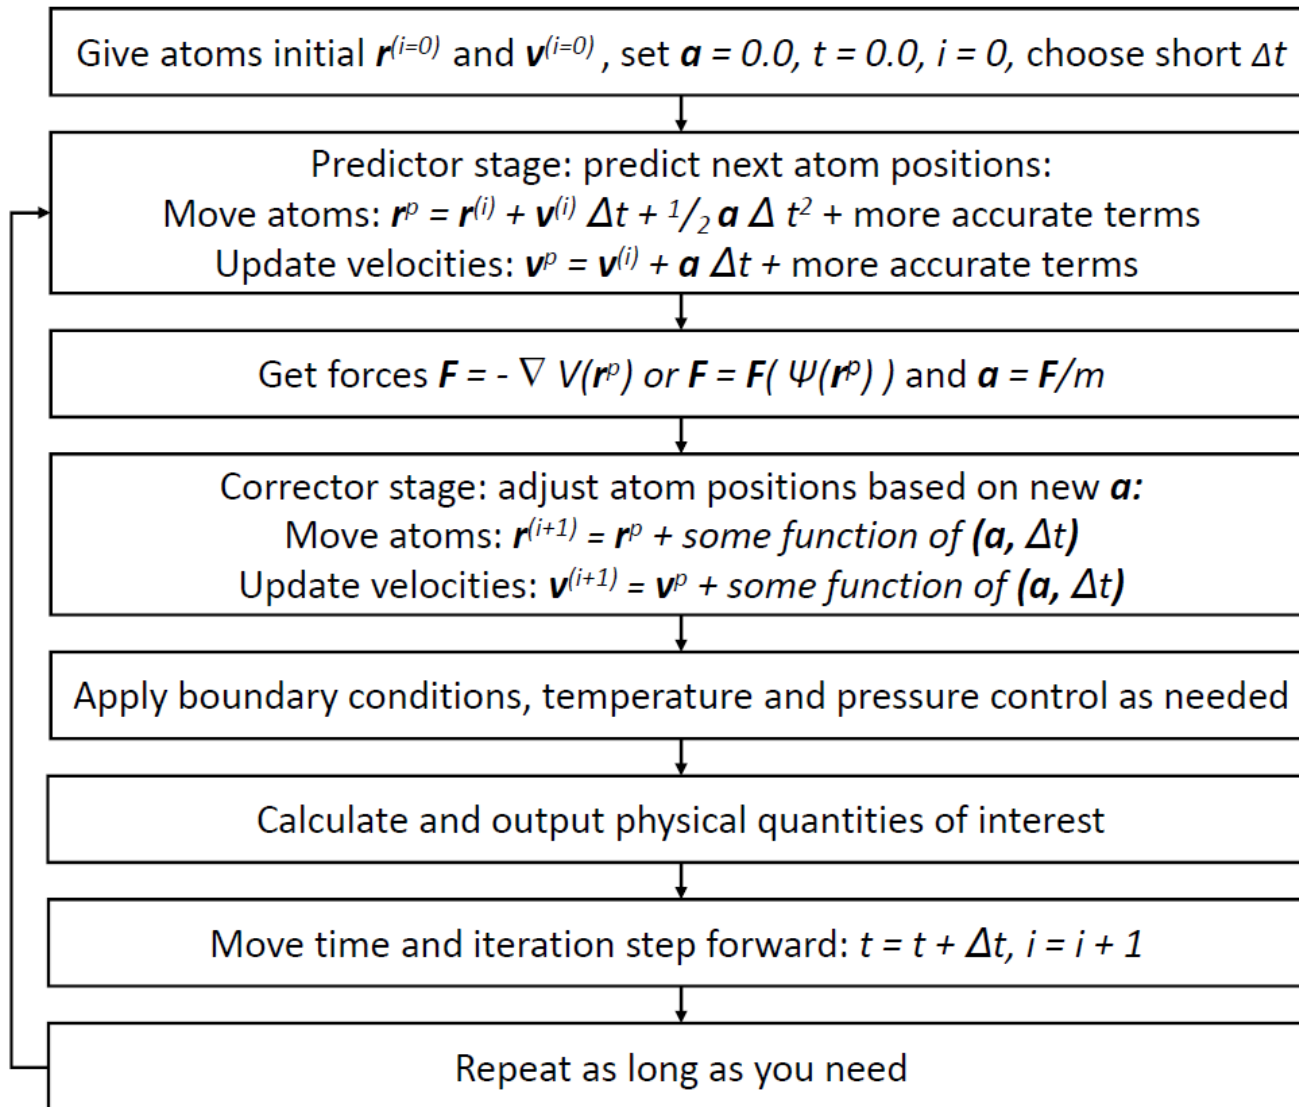 Give atoms initial r⁽ⁱ⁼⁰⁾ and v⁽ⁱ⁼⁰⁾ , set a = 0.0, t = 0.0, i = 0, choose short Δt
Predictor stage: predict next atom positions:
Move atoms: rᵖ = r⁽ⁱ⁾ + v⁽ⁱ⁾ Δt + ¹/₂ a Δ t² + more accurate terms
Update velocities: vᵖ = v⁽ⁱ⁾ + a Δt + more accurate terms
Get forces F = - ∇ V(rᵖ) or F = F( Ψ(rᵖ) ) and a = F/m
Corrector stage: adjust atom positions based on new a:
Move atoms: r⁽ⁱ⁺¹⁾ = rᵖ + some function of (a, Δt)
Update velocities: v⁽ⁱ⁺¹⁾ = vᵖ + some function of (a, Δt)
Apply boundary conditions, temperature and pressure control as needed
Calculate and output physical quantities of interest
Move time and iteration step forward: t = t + Δt, i = i + 1
Repeat as long as you need